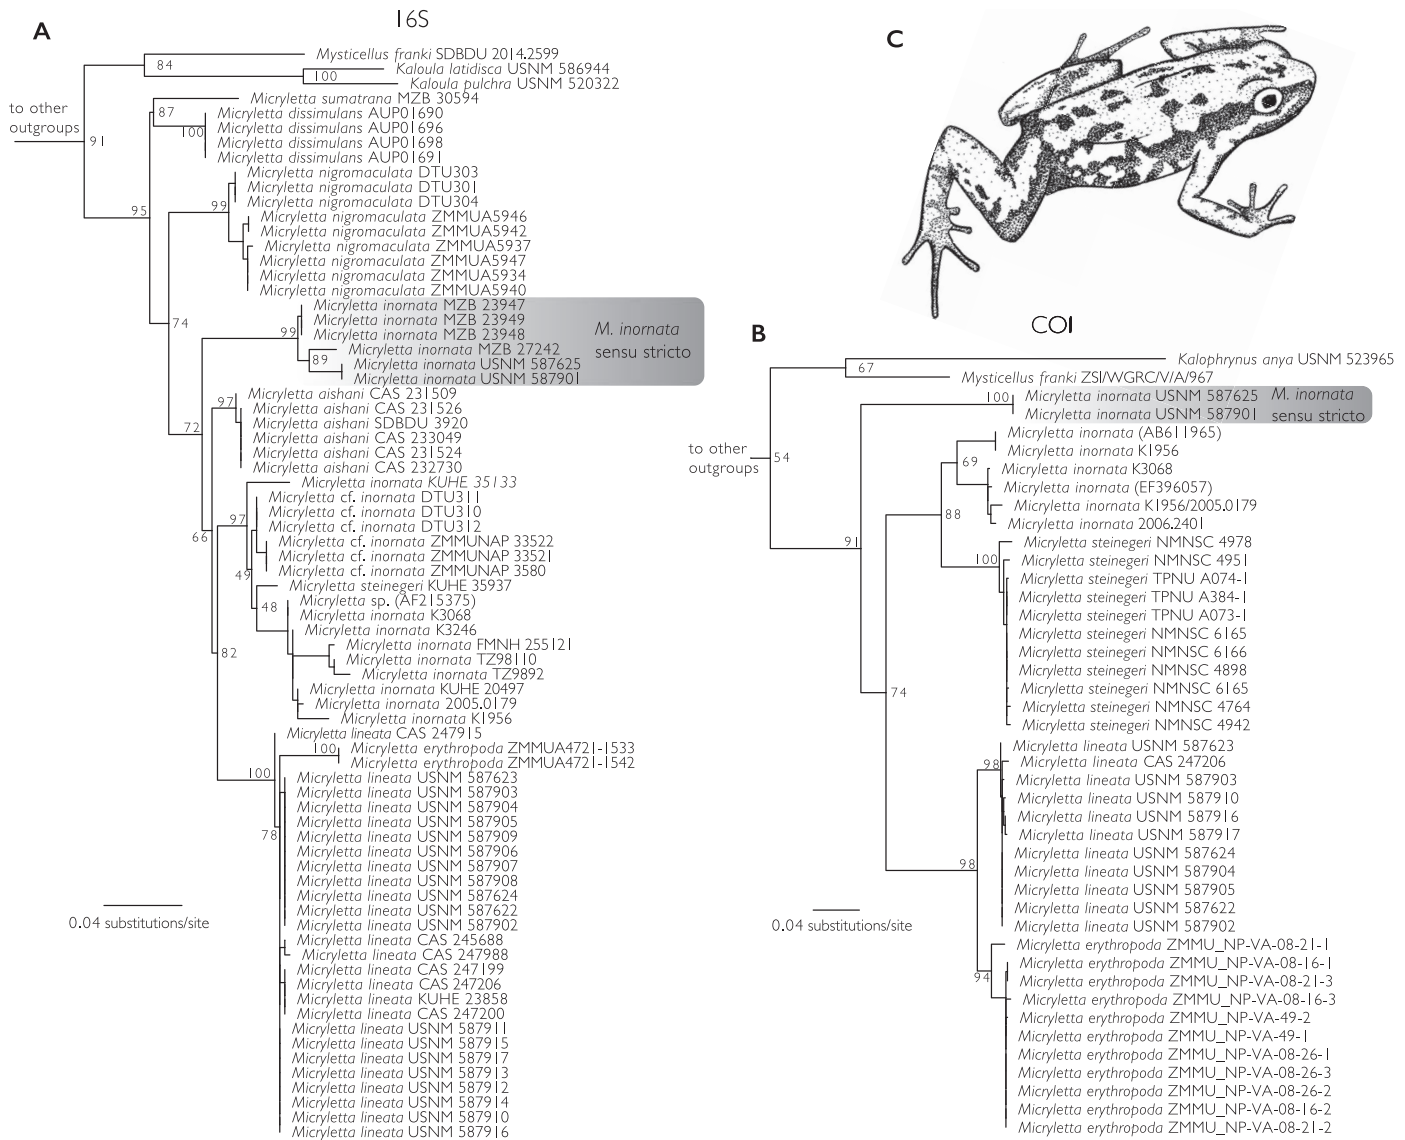 A
16S
Mysticellus franki SDBDU 2014.2599
84
Kaloula latidisca USNM 586944
100
Kaloula pulchra USNM 520322
to other
outgroups
91
Micryletta sumatrana MZB 30594
87
Micryletta dissimulans AUP01690
Micryletta dissimulans AUP01696
100
Micryletta dissimulans AUP01698
Micryletta dissimulans AUP01691
Micryletta nigromaculata DTU303
Micryletta nigromaculata DTU301
Micryletta nigromaculata DTU304
99
95
Micryletta nigromaculata ZMMUA5946
Micryletta nigromaculata ZMMUA5942
Micryletta nigromaculata ZMMUA5937
Micryletta nigromaculata ZMMUA5947
Micryletta nigromaculata ZMMUA5934
Micryletta nigromaculata ZMMUA5940
74
Micryletta inornata MZB 23947
Micryletta inornata MZB 23949
99
Micryletta inornata MZB 23948
Micryletta inornata MZB 27242
89
Micryletta inornata USNM 587625
Micryletta inornata USNM 587901
M. inornata
sensu stricto
Micryletta aishani CAS 231509
97
Micryletta aishani CAS 231526
Micryletta aishani SDBDU 3920
72
Micryletta aishani CAS 233049
Micryletta aishani CAS 231524
Micryletta aishani CAS 232730
Micryletta inornata KUHE 35133
Micryletta cf. inornata DTU311
Micryletta cf. inornata DTU310
97
Micryletta cf. inornata DTU312
66
Micryletta cf. inornata ZMMUNAP 33522
Micryletta cf. inornata ZMMUNAP 33521
Micryletta cf. inornata ZMMUNAP 3580
49
Micryletta steinegeri KUHE 35937
Micryletta sp. (AF215375)
48
Micryletta inornata K3068
Micryletta inornata K3246
Micryletta inornata FMNH 255121
82
Micryletta inornata TZ98110
Micryletta inornata TZ9892
Micryletta inornata KUHE 20497
Micryletta inornata 2005.0179
Micryletta inornata K1956
Micryletta lineata CAS 247915
100
Micryletta erythropoda ZMMUA4721-1533
Micryletta erythropoda ZMMUA4721-1542
100
Micryletta lineata USNM 587623
Micryletta lineata USNM 587903
Micryletta lineata USNM 587904
Micryletta lineata USNM 587905
78
Micryletta lineata USNM 587909
Micryletta lineata USNM 587906
Micryletta lineata USNM 587907
Micryletta lineata USNM 587908
Micryletta lineata USNM 587624
Micryletta lineata USNM 587622
Micryletta lineata USNM 587902
Micryletta lineata CAS 245688
Micryletta lineata CAS 247988
Micryletta lineata CAS 247199
Micryletta lineata CAS 247206
Micryletta lineata KUHE 23858
Micryletta lineata CAS 247200
Micryletta lineata USNM 587911
Micryletta lineata USNM 587915
Micryletta lineata USNM 587917
Micryletta lineata USNM 587913
Micryletta lineata USNM 587912
Micryletta lineata USNM 587914
Micryletta lineata USNM 587910
Micryletta lineata USNM 587916
0.04 substitutions/site
C
B
COI
Kalophrynus anya USNM 523965
67
Mysticellus franki ZSI/WGRC/V/A/967
100
Micryletta inornata USNM 587625
Micryletta inornata USNM 587901
M. inornata
sensu stricto
to other
outgroups
54
Micryletta inornata (AB611965)
Micryletta inornata K1956
69
Micryletta inornata K3068
Micryletta inornata (EF396057)
Micryletta inornata K1956/2005.0179
88
Micryletta inornata 2006.2401
91
Micryletta steinegeri NMNSC 4978
100
Micryletta steinegeri NMNSC 4951
Micryletta steinegeri TPNU A074-1
Micryletta steinegeri TPNU A384-1
Micryletta steinegeri TPNU A073-1
Micryletta steinegeri NMNSC 6165
Micryletta steinegeri NMNSC 6166
Micryletta steinegeri NMNSC 4898
Micryletta steinegeri NMNSC 6165
74
Micryletta steinegeri NMNSC 4764
Micryletta steinegeri NMNSC 4942
Micryletta lineata USNM 587623
98
Micryletta lineata CAS 247206
Micryletta lineata USNM 587903
Micryletta lineata USNM 587910
Micryletta lineata USNM 587916
Micryletta lineata USNM 587917
Micryletta lineata USNM 587624
98
Micryletta lineata USNM 587904
Micryletta lineata USNM 587905
Micryletta lineata USNM 587622
Micryletta lineata USNM 587902
Micryletta erythropoda ZMMU_NP-VA-08-21-1
Micryletta erythropoda ZMMU_NP-VA-08-16-1
94
Micryletta erythropoda ZMMU_NP-VA-08-21-3
Micryletta erythropoda ZMMU_NP-VA-08-16-3
Micryletta erythropoda ZMMU_NP-VA-49-2
Micryletta erythropoda ZMMU_NP-VA-49-1
Micryletta erythropoda ZMMU_NP-VA-08-26-1
Micryletta erythropoda ZMMU_NP-VA-08-26-3
Micryletta erythropoda ZMMU_NP-VA-08-26-2
Micryletta erythropoda ZMMU_NP-VA-08-16-2
Micryletta erythropoda ZMMU_NP-VA-08-21-2
0.04 substitutions/site